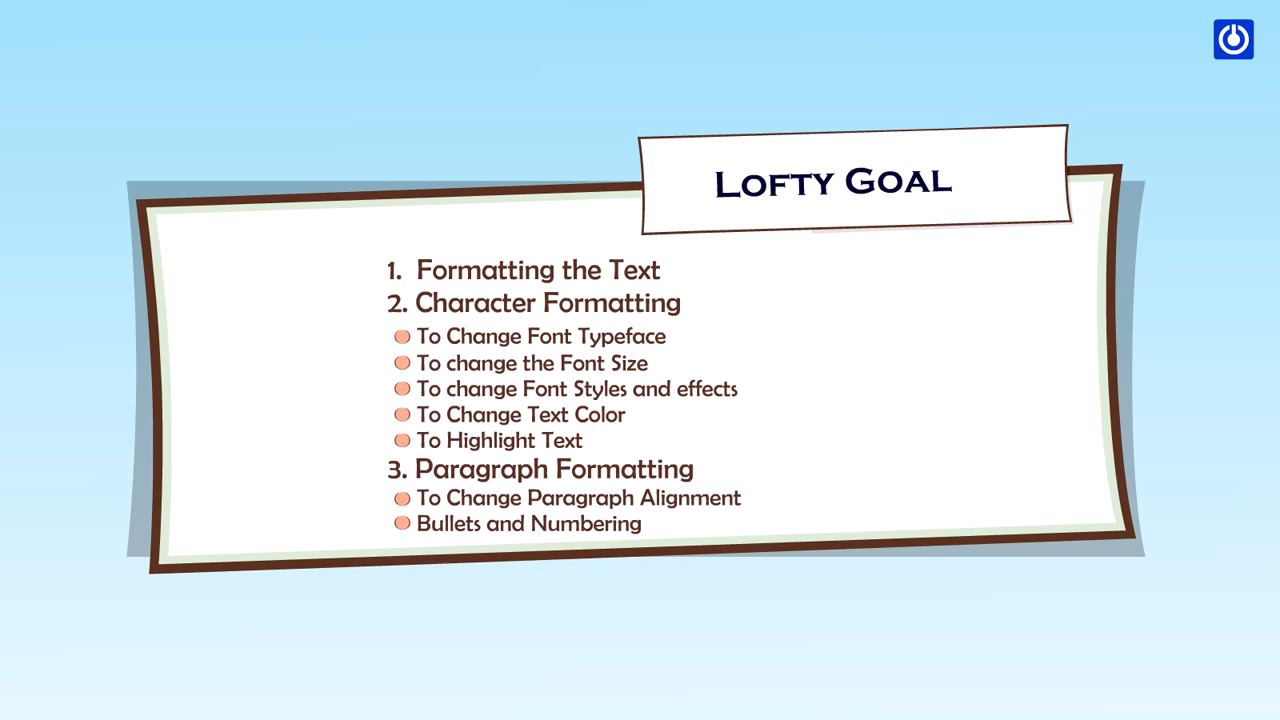 Lofty Goal
1. Formatting the Text
2. Character Formatting
To Change Font Typeface
To change the Font Size
To change Font Styles and effects
To Change Text Color
To Highlight Text
3. Paragraph Formatting
To Change Paragraph Alignment
Bullets and Numbering